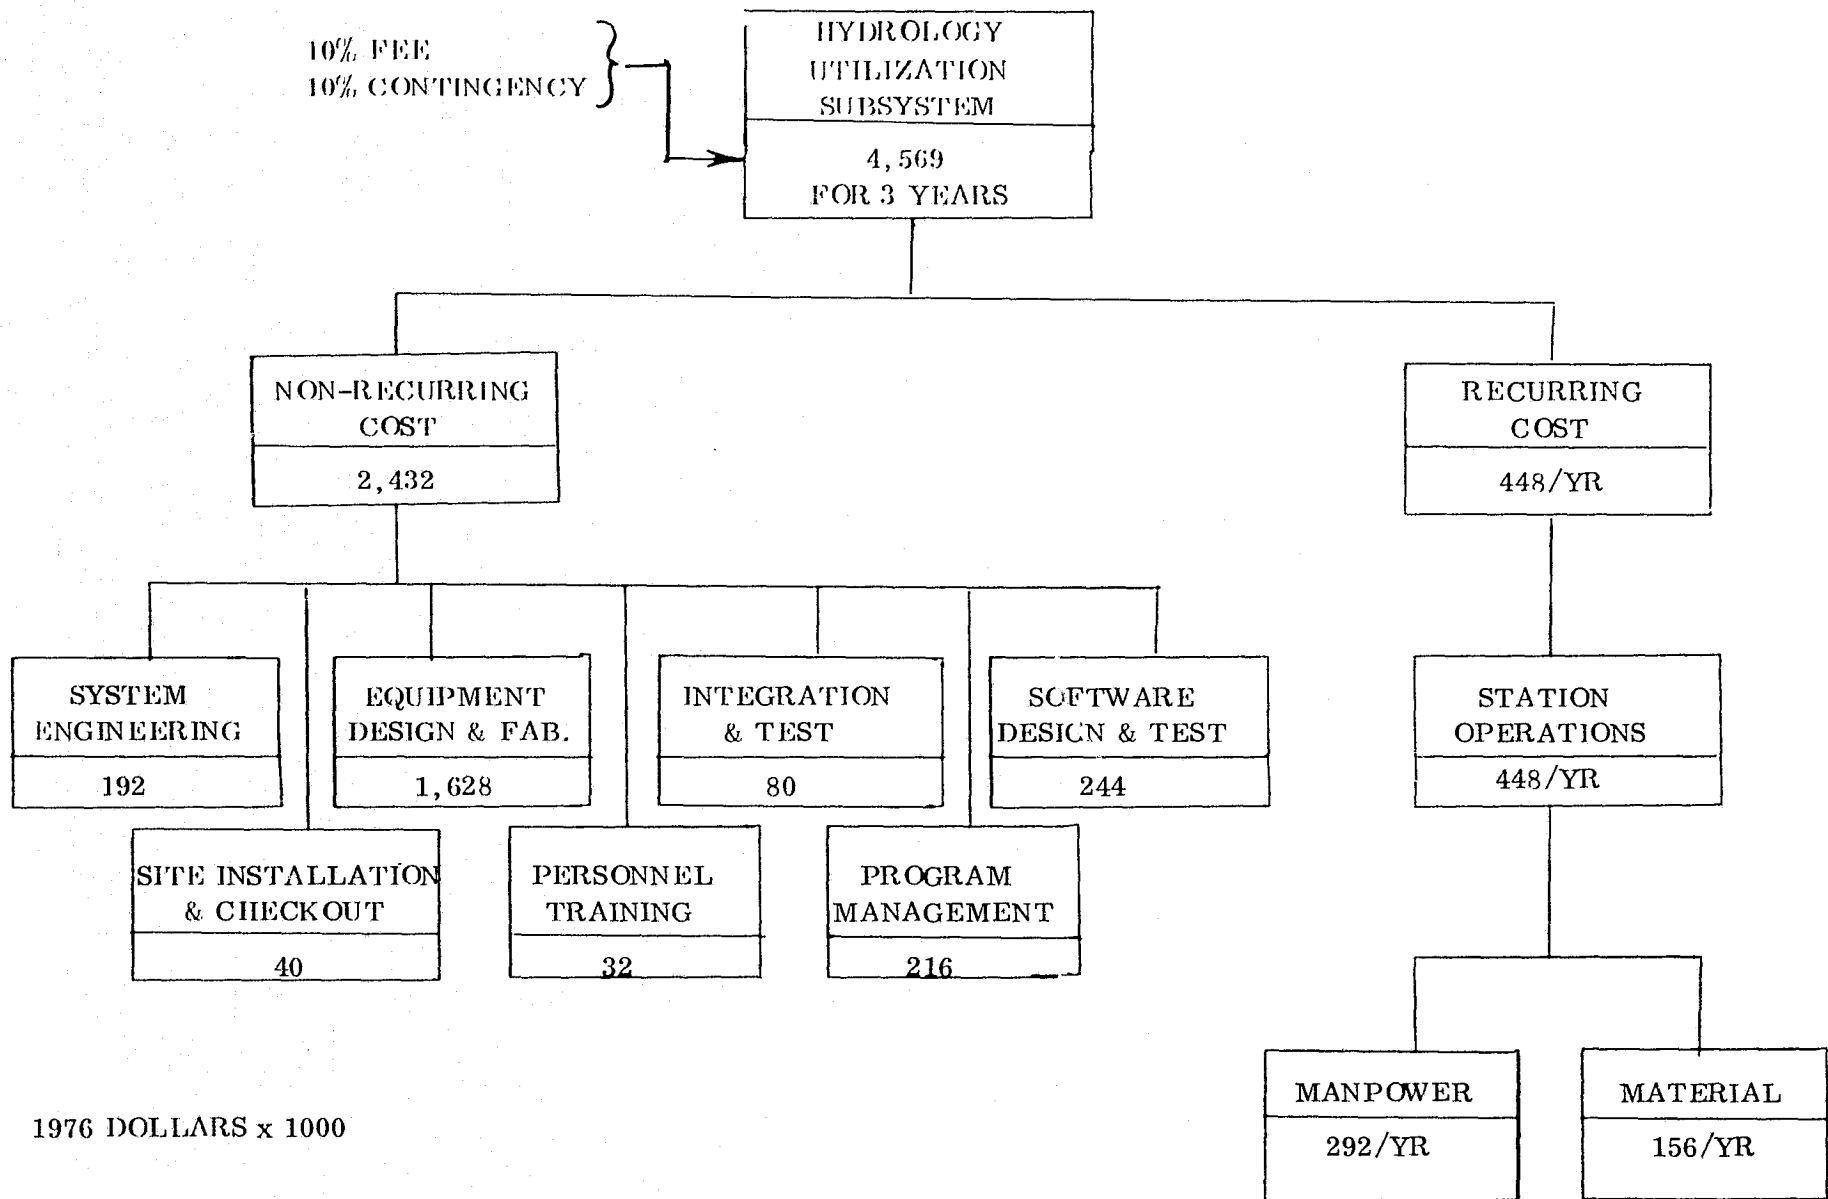 10% FEE
10% CONTINGENCY
HYDROLOGY
UTILIZATION
SUBSYSTEM
4,569
FOR 3 YEARS
NON-RECURRING
COST
2,432
RECURRING
COST
448/YR
SYSTEM
ENGINEERING
192
EQUIPMENT
DESIGN & FAB.
1,628
INTEGRATION
& TEST
80
SOFTWARE
DESIGN & TEST
244
STATION
OPERATIONS
448/YR
SITE INSTALLATION
& CHECKOUT
40
PERSONNEL
TRAINING
32
PROGRAM
MANAGEMENT
216
MANPOWER
292/YR
MATERIAL
156/YR
1976 DOLLARS x 1000